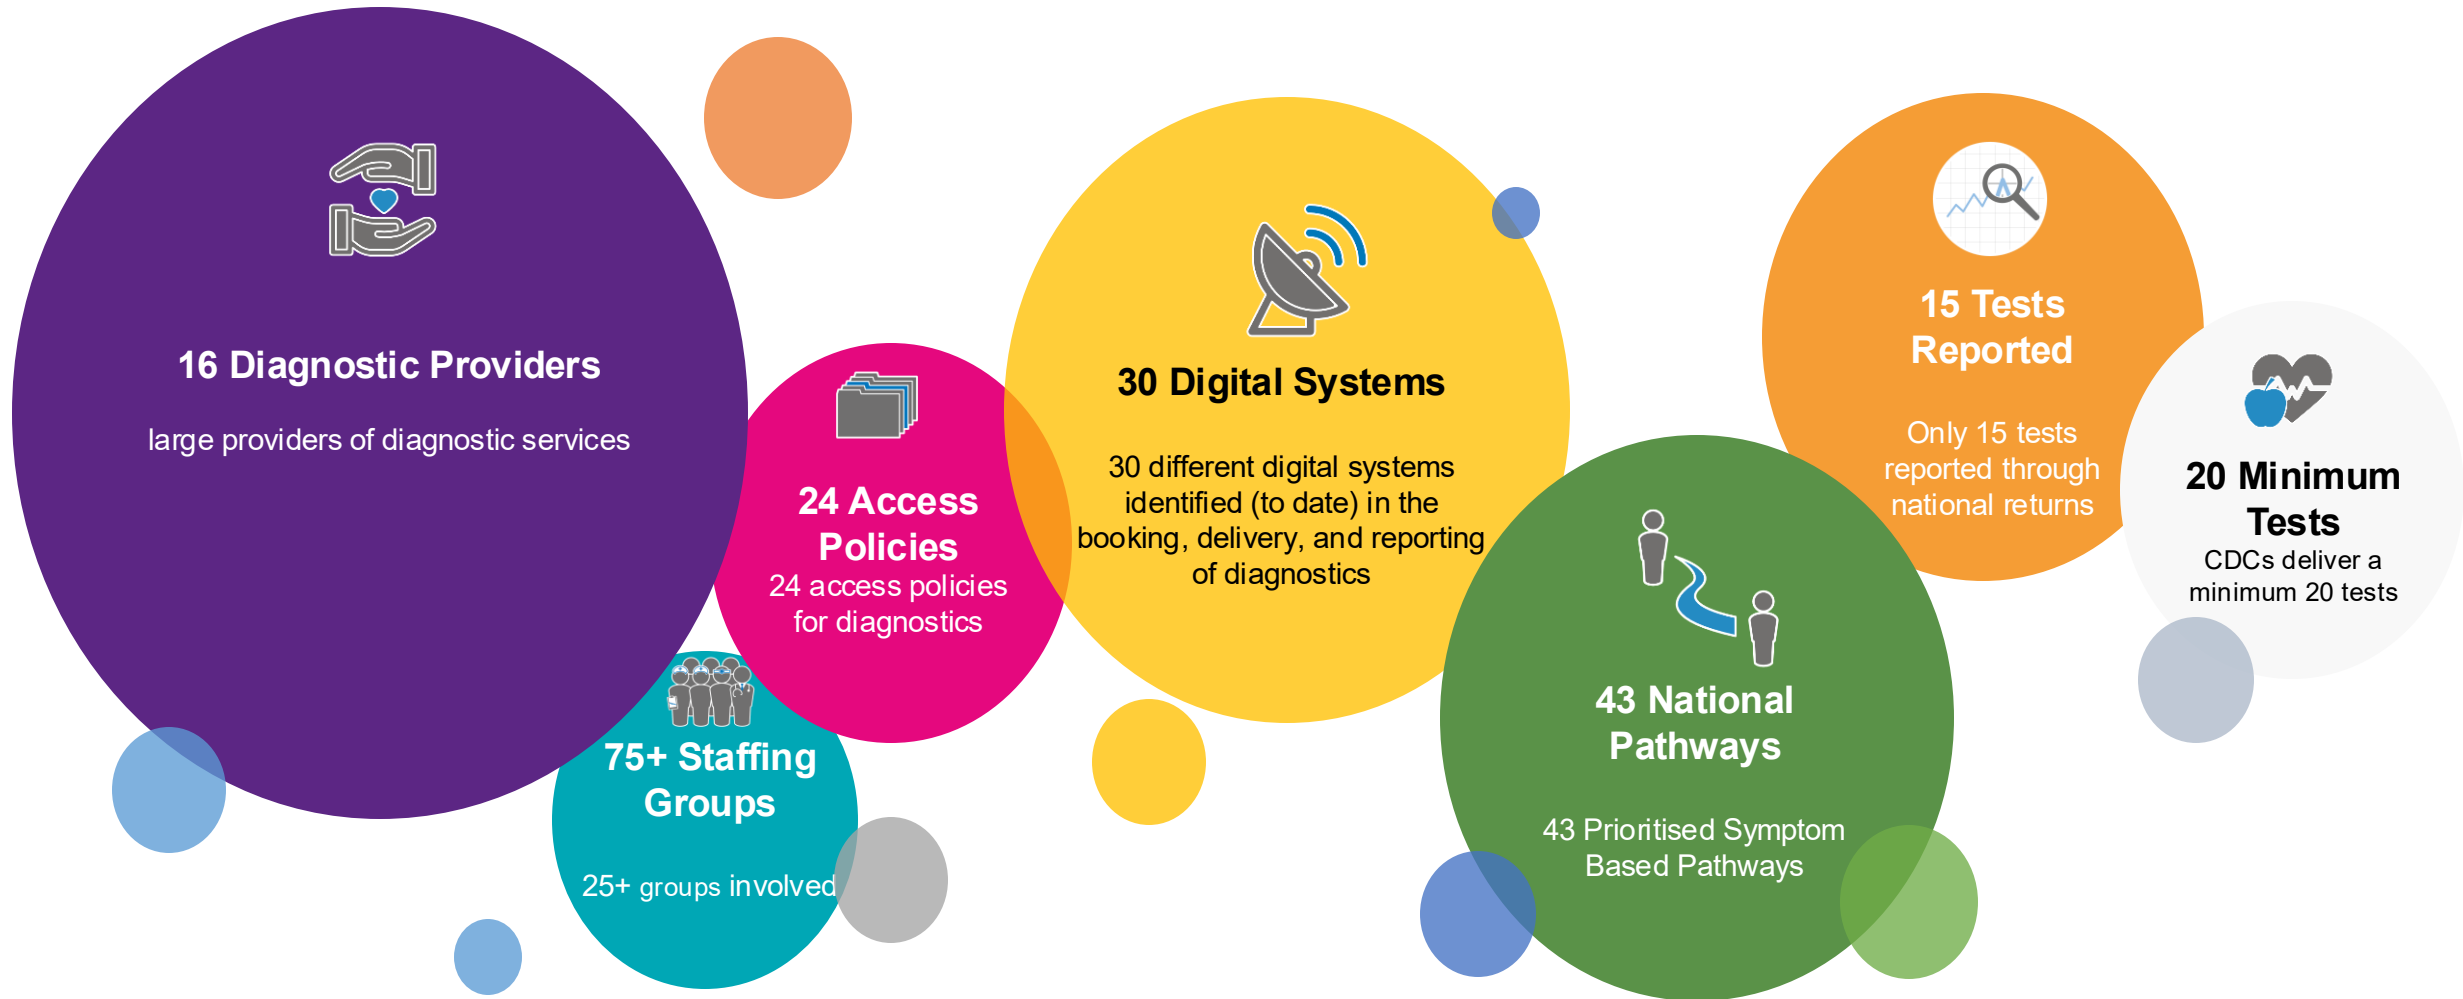 16 Diagnostic Providers
large providers of diagnostic services
75+ Staffing
Groups
25+ groups involved
24 Access
Policies
24 access policies
for diagnostics
30 Digital Systems
30 different digital systems
identified (to date) in the
booking, delivery, and reporting
of diagnostics
43 National
Pathways
43 Prioritised Symptom
Based Pathways
15 Tests
Reported
Only 15 tests
reported through
national returns
20 Minimum
Tests
CDCs deliver a
minimum 20 tests